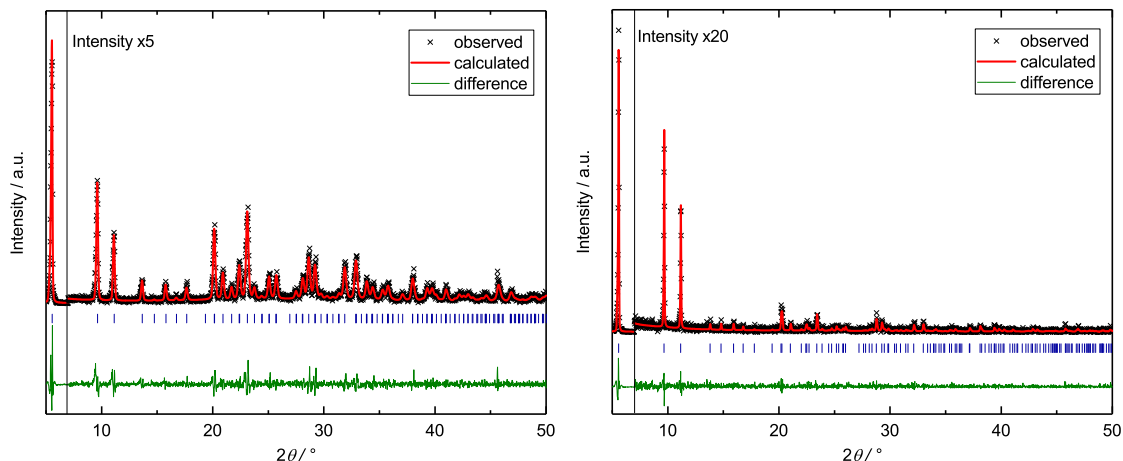 Intensity x5
observed
calculated
difference
Intensity / a.u.
10 20 30 40 50
2θ / °
Intensity x20
observed
calculated
difference
Intensity / a.u.
10 20 30 40 50
2θ / °